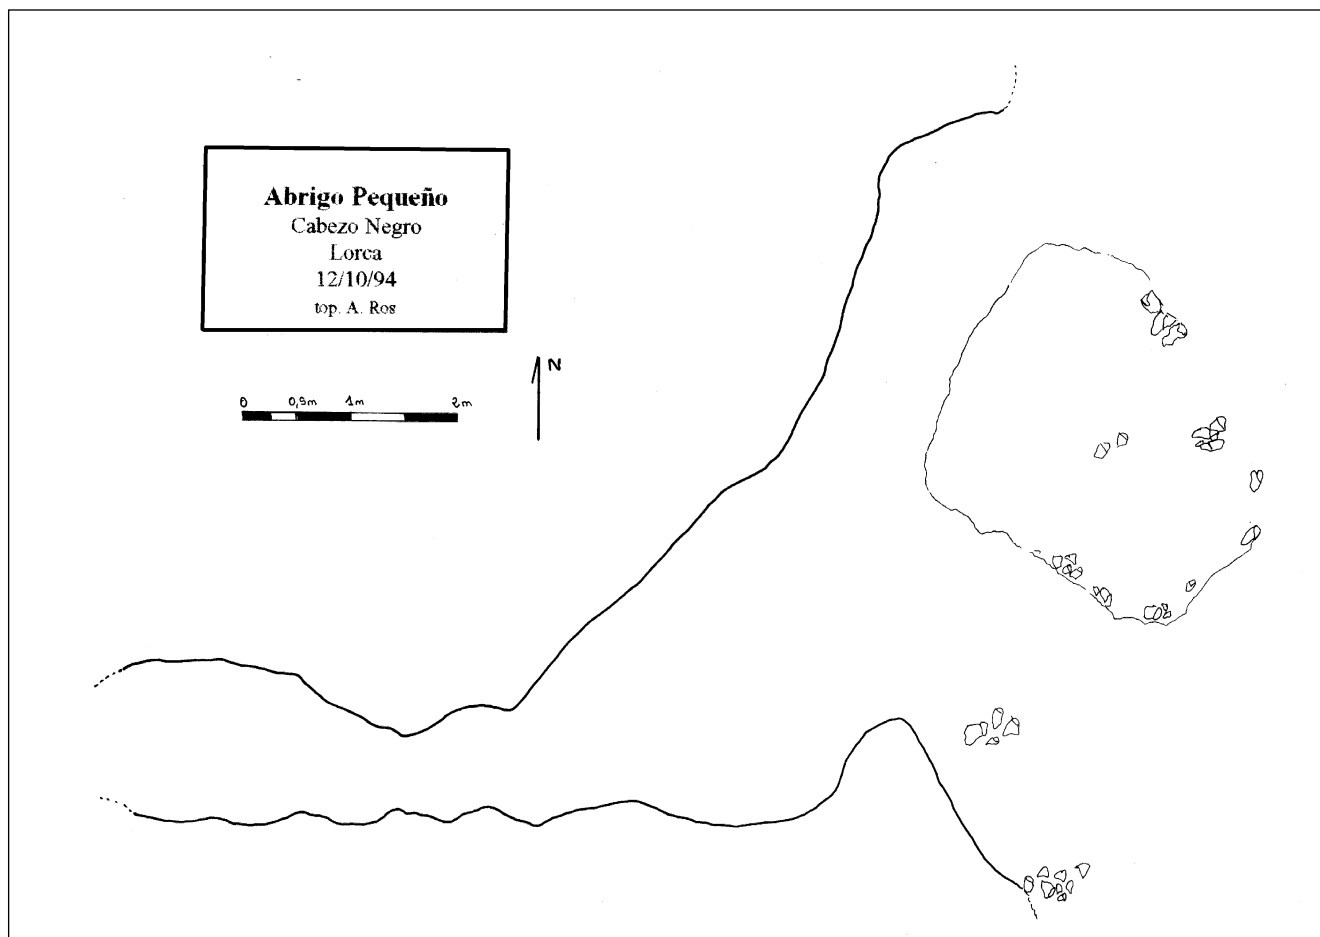 Abrigo Pequeño
Cabezo Negro
Lorca
12/10/94
top. A. Ros
N
0 0,5m 1m 2m